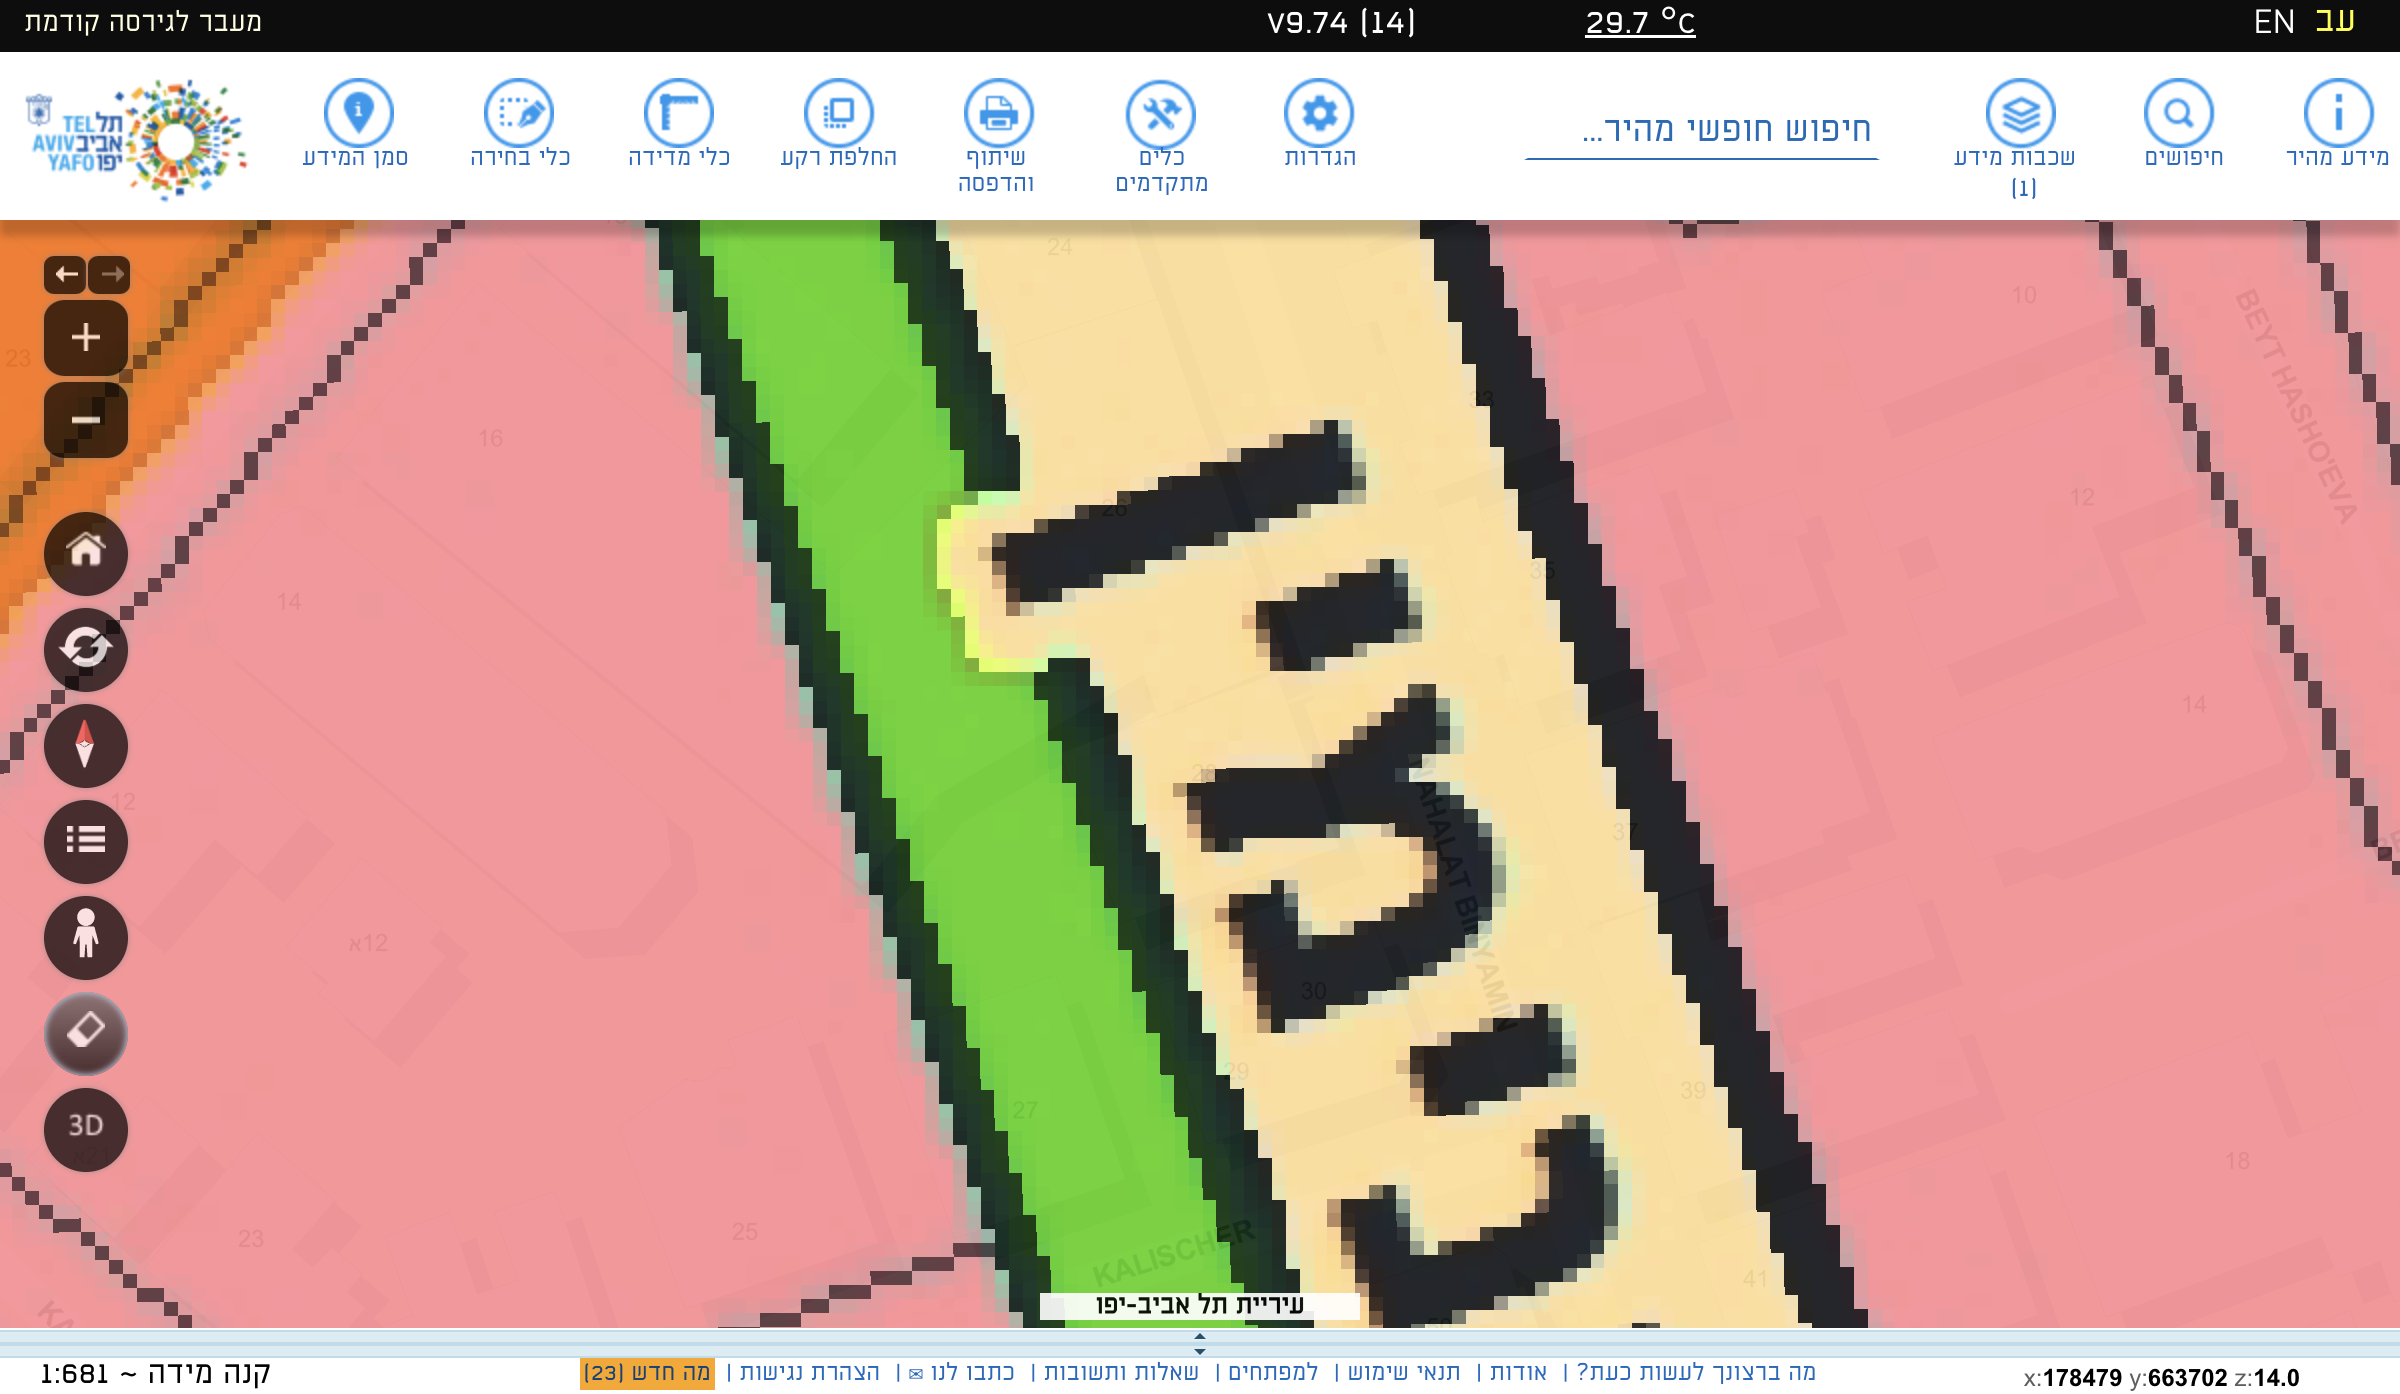 עב
EN
29.7 °C
V9.74 (14)
מעבר לגירסה קודמת
מידע מהיר
חיפושים
שכבות מידע
(1)
חיפוש חופשי מהיר...
הגדרות
כלים
מתקדמים
שיתוף
והדפסה
החלפת רקע
כלי מדידה
כלי בחירה
סמן המידע
תל אביב יפו
TEL AVIV YAFO
24
10
23
BEYT HASHO'EVA
33
16
12
26
35
14
14
28
NAHALAT BINYAMIN
12
37
12א
30
29
39
27
3D
18
23
25
KALISCHER
41
עיריית תל אביב-יפו
קנה מידה ~ 1:681
מה ברצונך לעשות כעת? | אודות | תנאי שימוש | למפתחים | שאלות ותשובות | כתבו לנו ✉ | הצהרת נגישות | מה חדש (23)
x:178479 y:663702 z:14.0